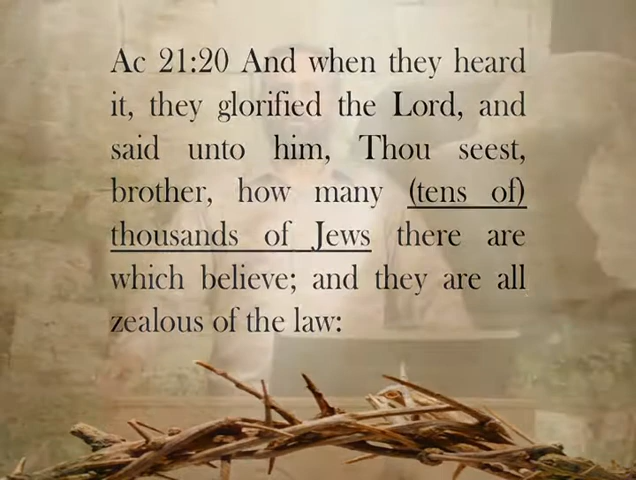 Ac 21:20 And when they heard
it, they glorified the Lord, and
said unto him, Thou seest,
brother, how many (tens of)
thousands of Jews there are
which believe; and they are all
zealous of the law: